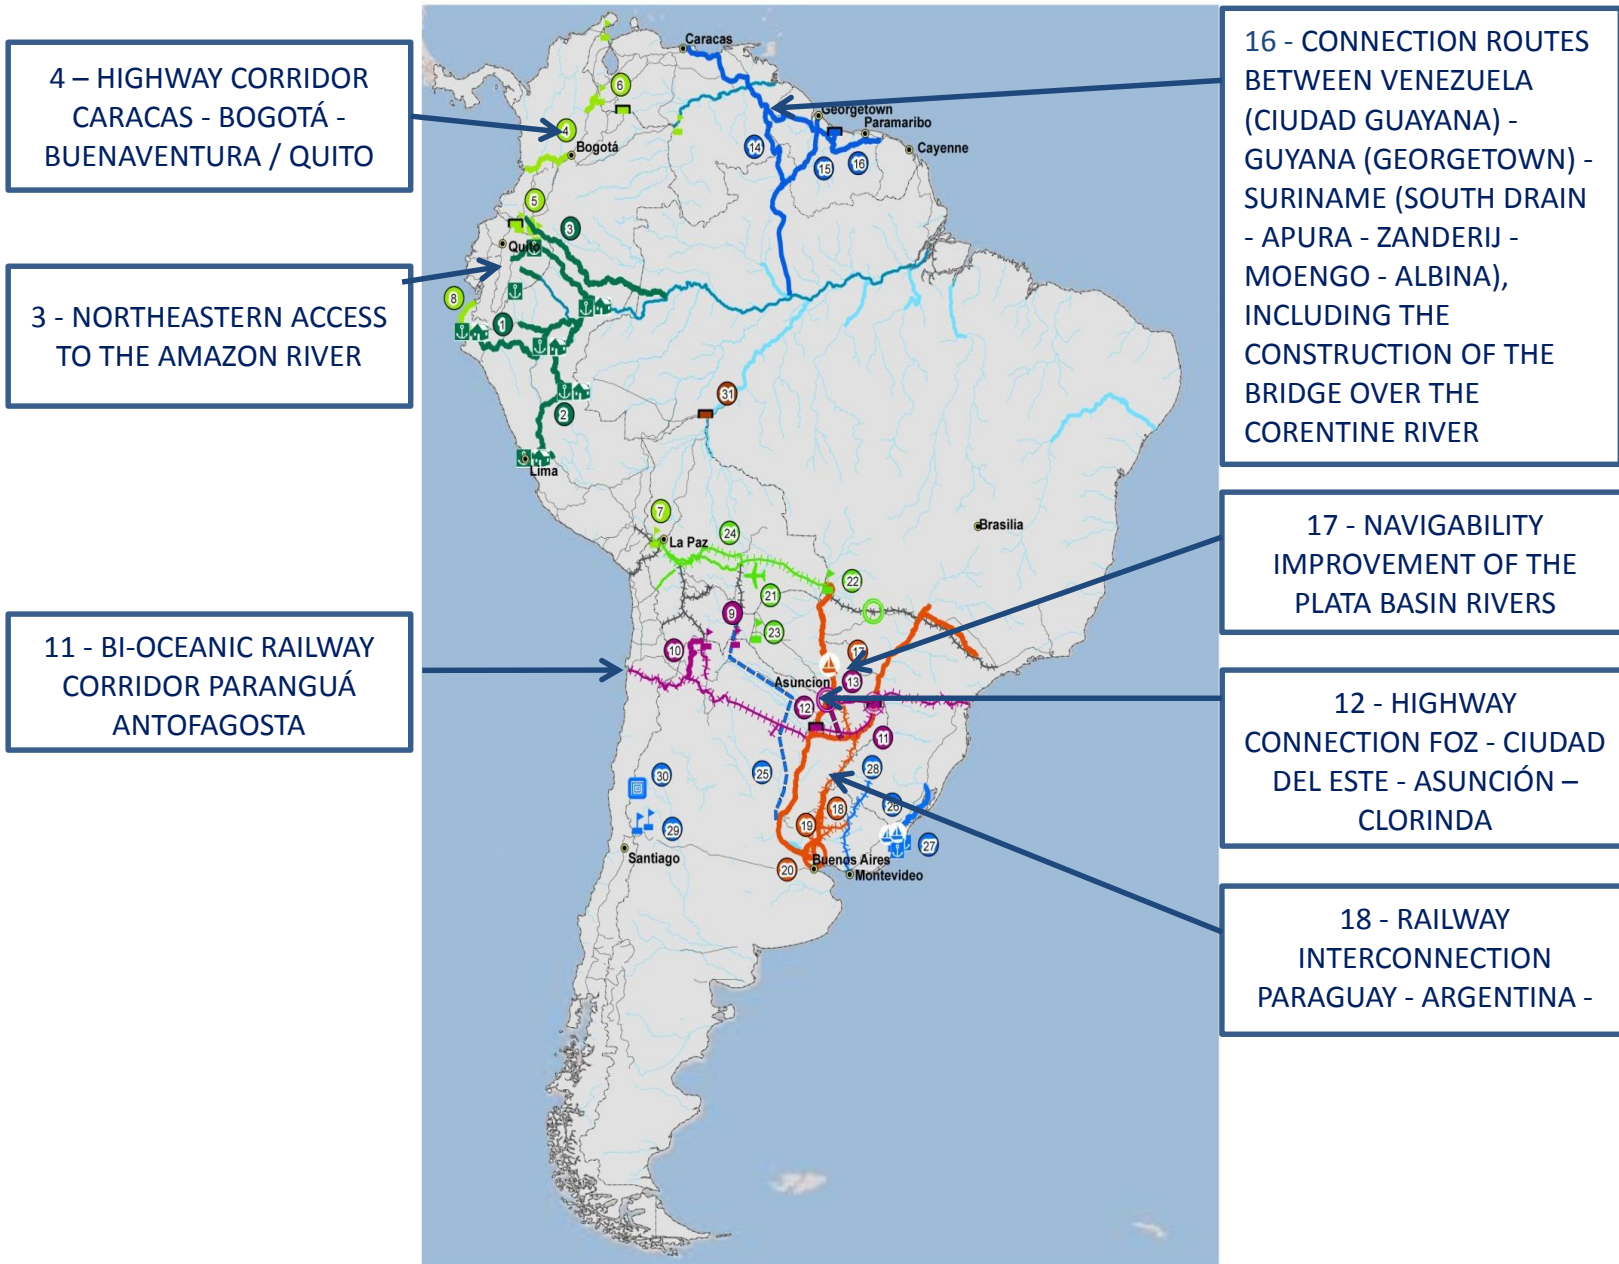 4 – HIGHWAY CORRIDOR
CARACAS - BOGOTÁ -
BUENAVENTURA / QUITO
3 - NORTHEASTERN ACCESS
TO THE AMAZON RIVER
11 - BI-OCEANIC RAILWAY
CORRIDOR PARANGUÁ
ANTOFAGOSTA
Caracas
6
4
Bogotá
Georgetown
Paramaribo
14
15
16
Cayenne
5
3
Quito
8
1
2
Lima
31
7
La Paz
24
Brasilia
22
21
9
23
10
17
Asuncion
13
12
11
25
28
30
18
26
29
19
27
Santiago
20
Buenos Aires
Montevideo
16 - CONNECTION ROUTES
BETWEEN VENEZUELA
(CIUDAD GUAYANA) -
GUYANA (GEORGETOWN) -
SURINAME (SOUTH DRAIN
- APURA - ZANDERIJ -
MOENGO - ALBINA),
INCLUDING THE
CONSTRUCTION OF THE
BRIDGE OVER THE
CORENTINE RIVER
17 - NAVIGABILITY
IMPROVEMENT OF THE
PLATA BASIN RIVERS
12 - HIGHWAY
CONNECTION FOZ - CIUDAD
DEL ESTE - ASUNCIÓN –
CLORINDA
18 - RAILWAY
INTERCONNECTION
PARAGUAY - ARGENTINA -